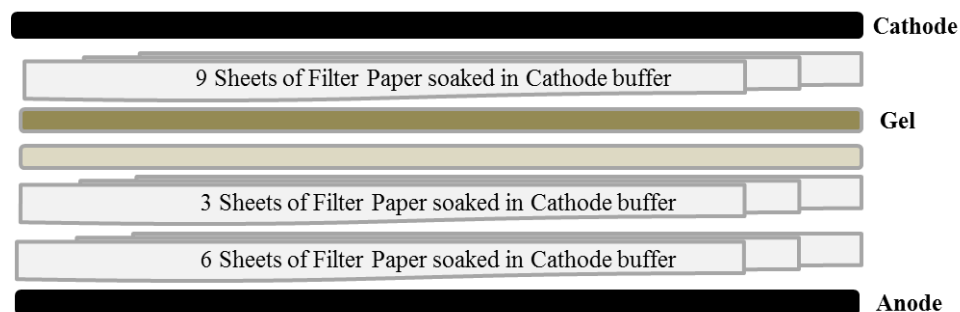 Cathode
9 Sheets of Filter Paper soaked in Cathode buffer
Gel
3 Sheets of Filter Paper soaked in Cathode buffer
6 Sheets of Filter Paper soaked in Cathode buffer
Anode